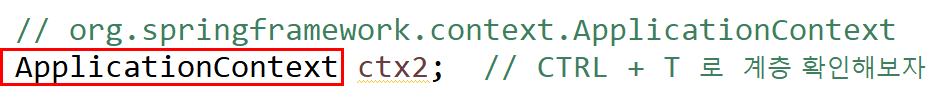 // org.springframework.context.ApplicationContext
ApplicationContext ctx2; // CTRL + T 로 계층 확인해보자